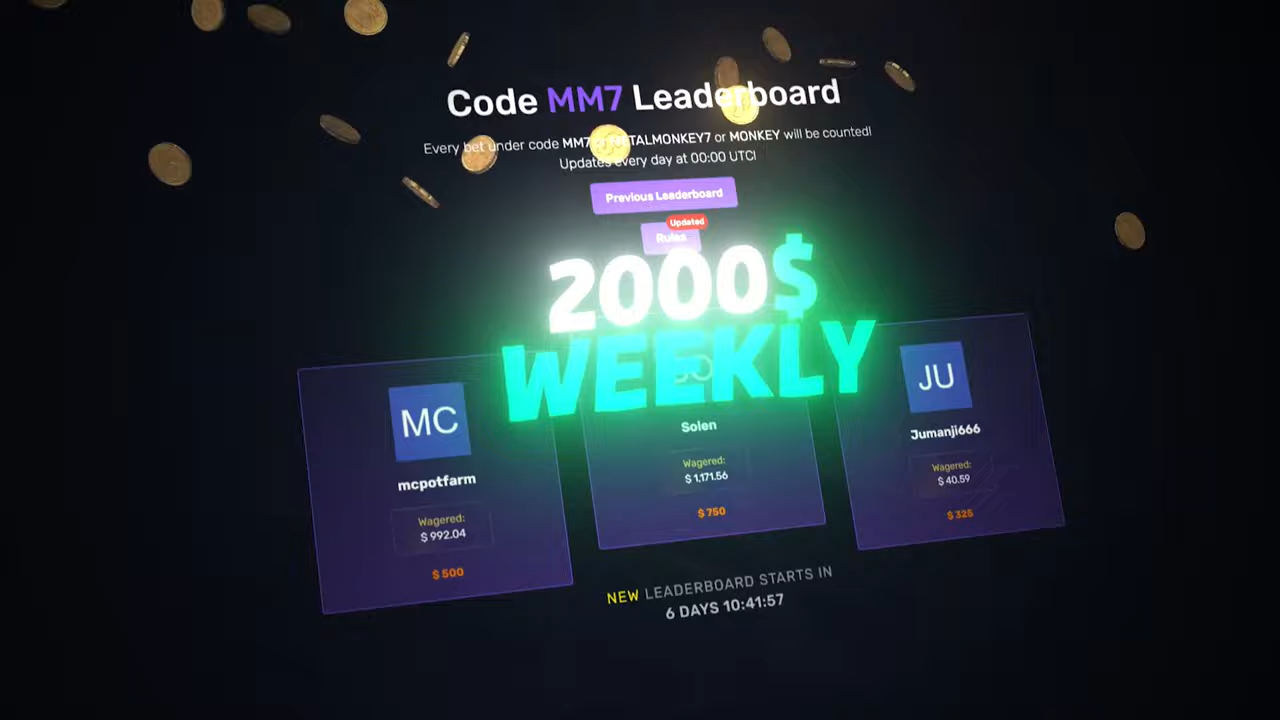 Code MM7 Leaderboard
Every bet under code MM7 METALMONKEY7 or MONKEY will be counted!
Updates every day at 00:00 UTC!
Previous Leaderboard
Updated
Rules
2000$
WEEKLY
MC
SO
JU
mcpotfarm
Solen
Jumanji666
Wagered:
$ 992.04
Wagered:
$ 1,171.56
Wagered:
$ 40.59
$ 500
$ 750
$ 325
NEW LEADERBOARD STARTS IN
6 DAYS 10:41:57